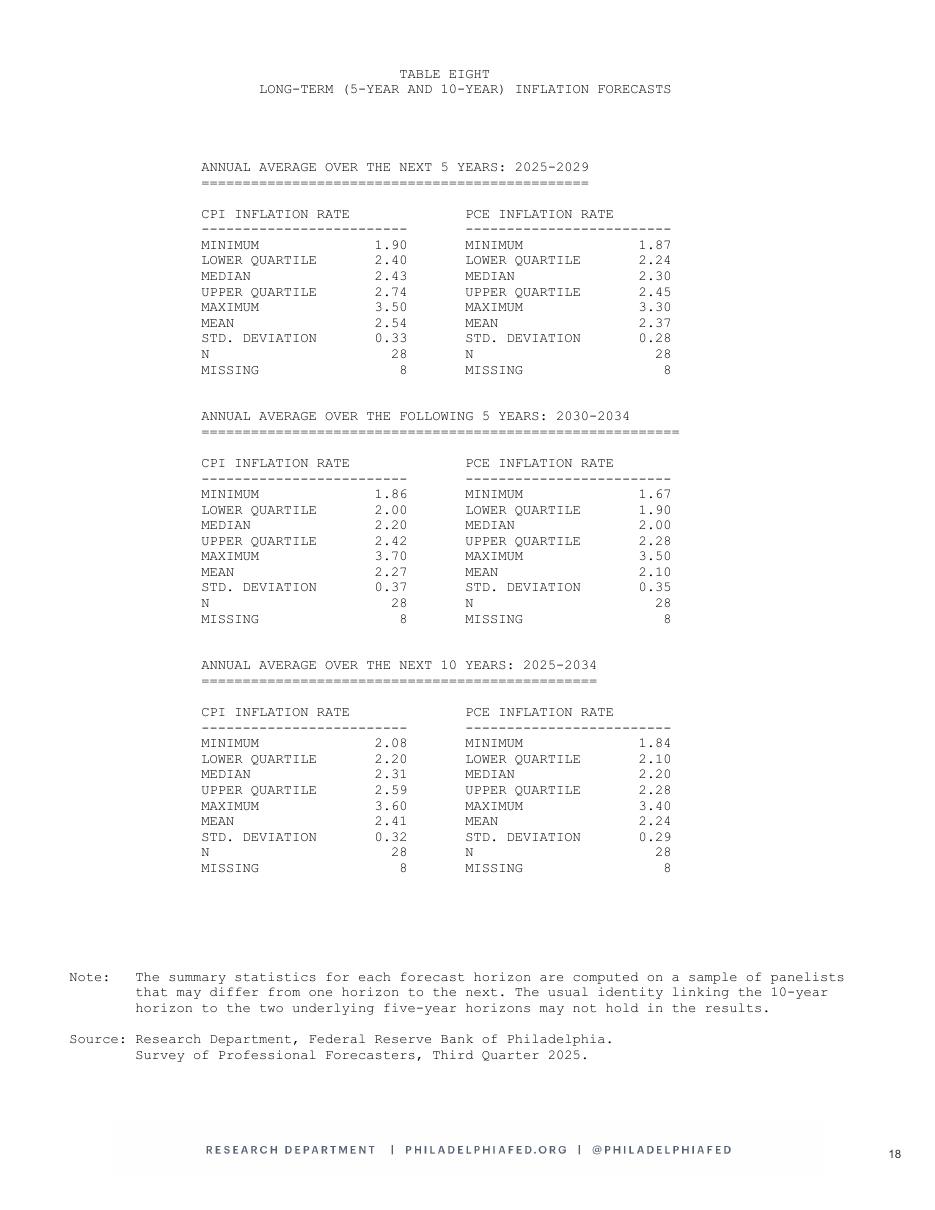 TABLE EIGHT
LONG-TERM (5-YEAR AND 10-YEAR) INFLATION FORECASTS
ANNUAL AVERAGE OVER THE NEXT 5 YEARS: 2025-2029
===============================================
CPI INFLATION RATE PCE INFLATION RATE
------------------------- -------------------------
MINIMUM 1.90 MINIMUM 1.87
LOWER QUARTILE 2.40 LOWER QUARTILE 2.24
MEDIAN 2.43 MEDIAN 2.30
UPPER QUARTILE 2.74 UPPER QUARTILE 2.45
MAXIMUM 3.50 MAXIMUM 3.30
MEAN 2.54 MEAN 2.37
STD. DEVIATION 0.33 STD. DEVIATION 0.28
N 28 N 28
MISSING 8 MISSING 8
ANNUAL AVERAGE OVER THE FOLLOWING 5 YEARS: 2030-2034
==========================================================
CPI INFLATION RATE PCE INFLATION RATE
------------------------- -------------------------
MINIMUM 1.86 MINIMUM 1.67
LOWER QUARTILE 2.00 LOWER QUARTILE 1.90
MEDIAN 2.20 MEDIAN 2.00
UPPER QUARTILE 2.42 UPPER QUARTILE 2.28
MAXIMUM 3.70 MAXIMUM 3.50
MEAN 2.27 MEAN 2.10
STD. DEVIATION 0.37 STD. DEVIATION 0.35
N 28 N 28
MISSING 8 MISSING 8
ANNUAL AVERAGE OVER THE NEXT 10 YEARS: 2025-2034
================================================
CPI INFLATION RATE PCE INFLATION RATE
------------------------- -------------------------
MINIMUM 2.08 MINIMUM 1.84
LOWER QUARTILE 2.20 LOWER QUARTILE 2.10
MEDIAN 2.31 MEDIAN 2.20
UPPER QUARTILE 2.59 UPPER QUARTILE 2.28
MAXIMUM 3.60 MAXIMUM 3.40
MEAN 2.41 MEAN 2.24
STD. DEVIATION 0.32 STD. DEVIATION 0.29
N 28 N 28
MISSING 8 MISSING 8
Note: The summary statistics for each forecast horizon are computed on a sample of panelists
that may differ from one horizon to the next. The usual identity linking the 10-year
horizon to the two underlying five-year horizons may not hold in the results.
Source: Research Department, Federal Reserve Bank of Philadelphia.
Survey of Professional Forecasters, Third Quarter 2025.
RESEARCH DEPARTMENT | PHILADELPHIAFED.ORG | @PHILADELPHIAFED
18